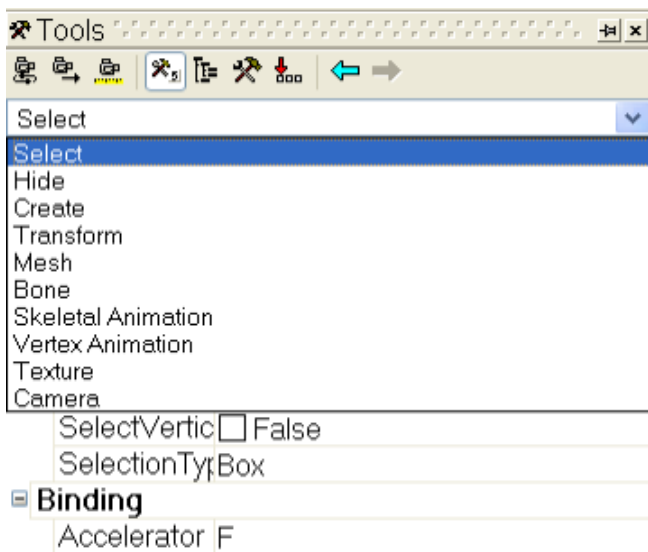 Tools
5
Select
Select
Hide
Create
Transform
Mesh
Bone
Skeletal Animation
Vertex Animation
Texture
Camera
SelectVertic False
SelectionTyp Box
Binding
Accelerator F